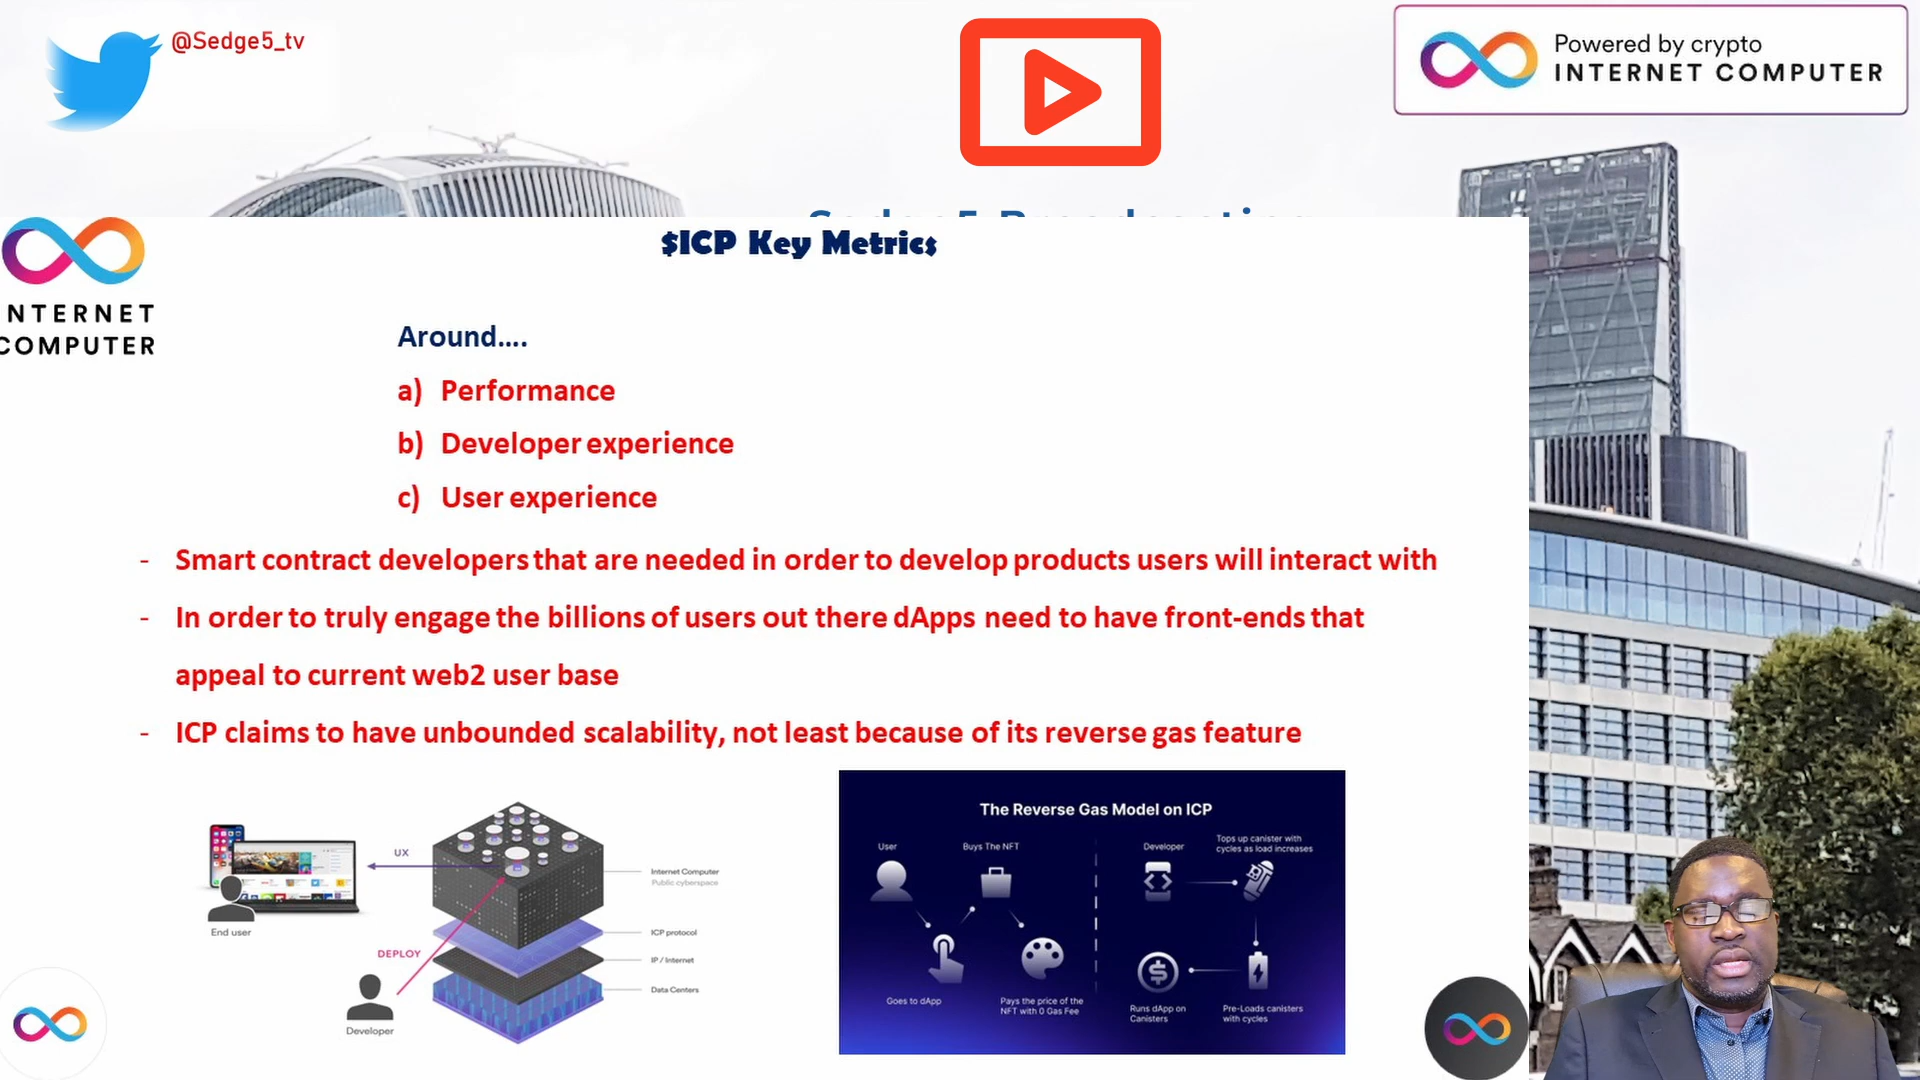 @Sedge5_tv
Powered by crypto
INTERNET COMPUTER
$ICP Key Metrics
INTERNET
COMPUTER
Around....
a) Performance
b) Developer experience
c) User experience
- Smart contract developers that are needed in order to develop products users will interact with
- In order to truly engage the billions of users out there dApps need to have front-ends that
appeal to current web2 user base
- ICP claims to have unbounded scalability, not least because of its reverse gas feature
UX
End user
DEPLOY
Developer
Internet Computer
Public cyberspace
ICP protocol
IP / Internet
Data Centers
The Reverse Gas Model on ICP
User
Buys The NFT
Goes to dApp
Pays the price of the
NFT with 0 Gas Fee
Developer
Tops up canister with
cycles as load increases
Runs dApp on
Canisters
Pre-Loads canisters
with cycles